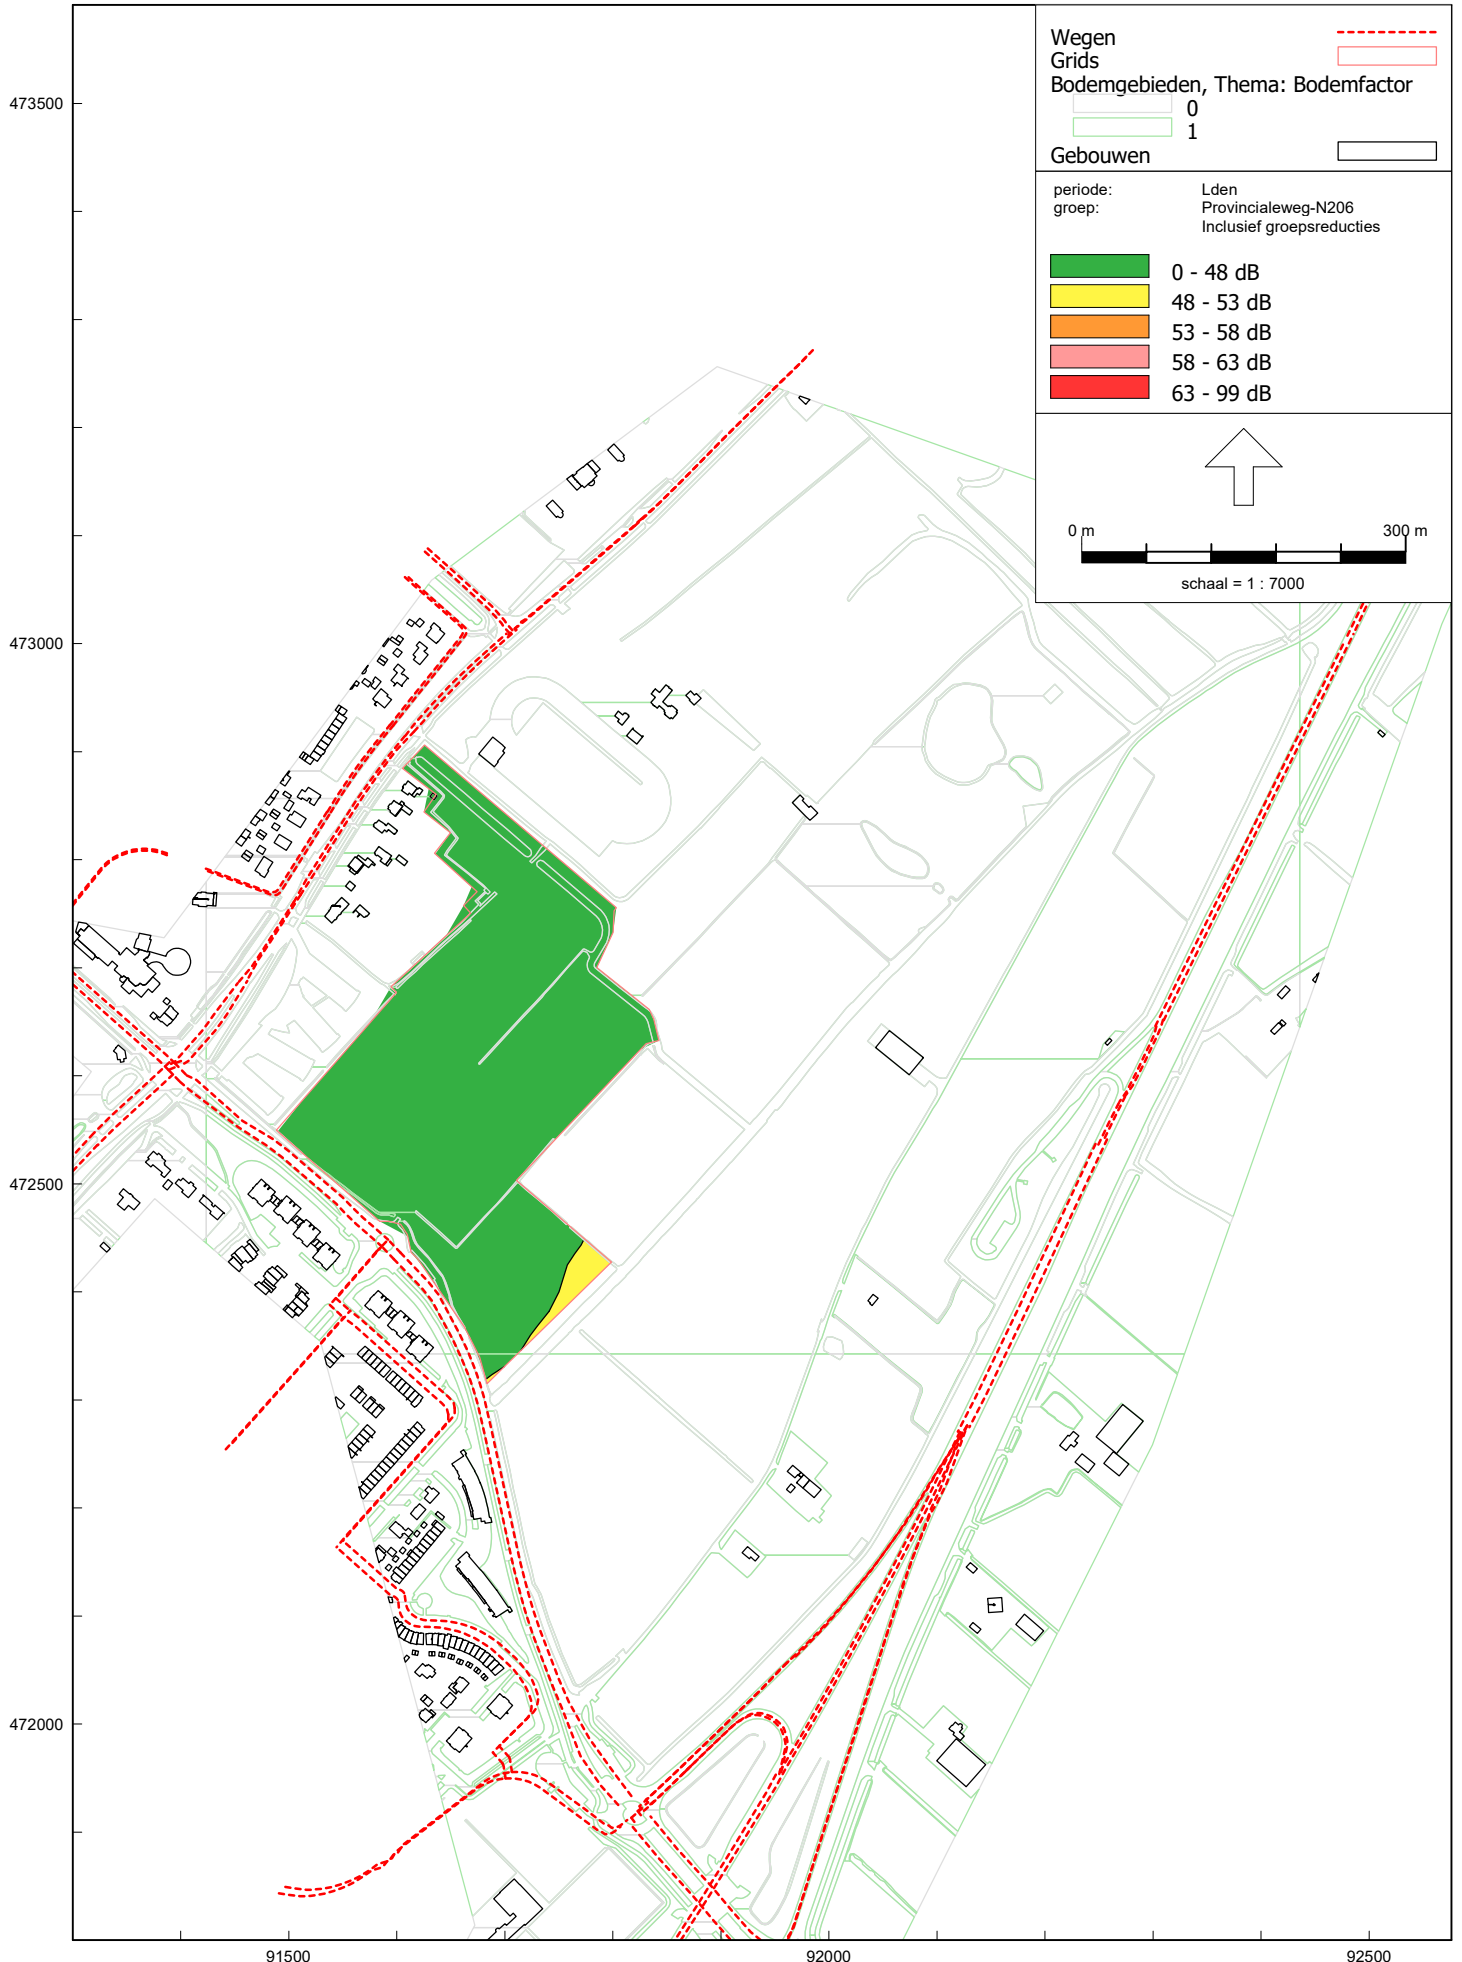 Wegen
Grids
Bodemgebieden, Thema: Bodemfactor
0
1
Gebouwen
periode: Lden
groep: Provincialeweg-N206
Inclusief groepsreducties
0 - 48 dB
48 - 53 dB
53 - 58 dB
58 - 63 dB
63 - 99 dB
0 m 300 m
schaal = 1 : 7000
473500
473000
472500
472000
91500 92000 92500